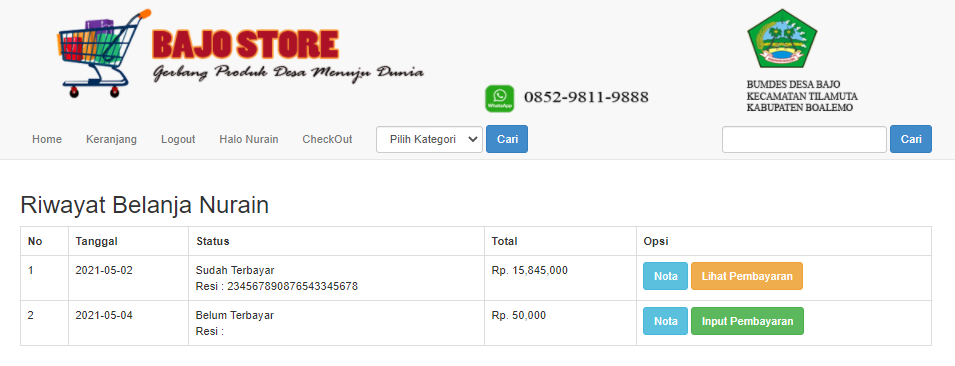 BAJO STORE
Gerbang Produk Desa Menuju Dunia
WhatsApp
0852-9811-9888
BUMDES DESA BAJO
KECAMATAN TILAMUTA
KABUPATEN BOALEMO
Home Keranjang Logout Halo Nurain CheckOut Pilih Kategori Cari Cari
Riwayat Belanja Nurain
No Tanggal Status Total Opsi
1 2021-05-02 Sudah Terbayar Rp. 15,845,000 Nota Lihat Pembayaran
Resi : 234567890876543345678
2 2021-05-04 Belum Terbayar Rp. 50,000 Nota Input Pembayaran
Resi :